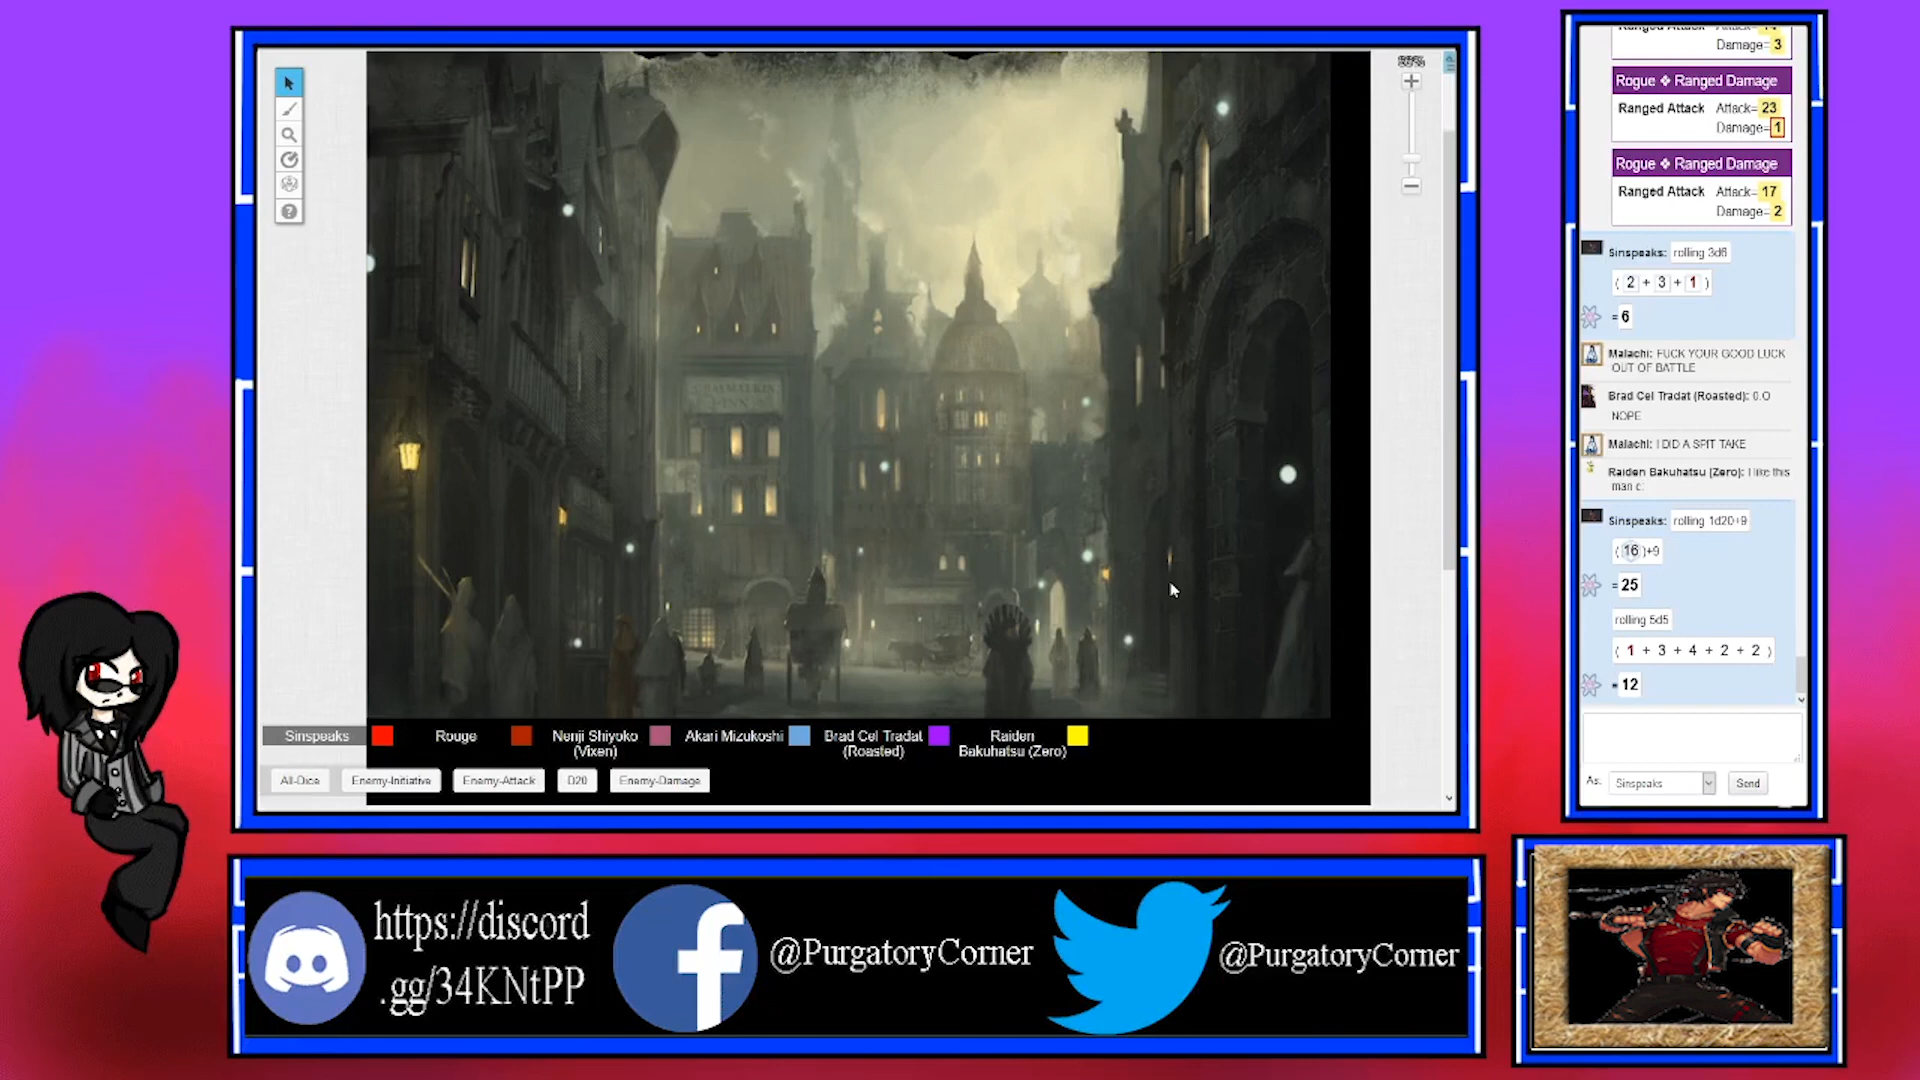 85%
GRAYMALKIN
INN
Sinspeaks
Rouge
Nenji Shiyoko
(Vixen)
Akari Mizukoshi
Brad Cel Tradat
(Roasted)
Raiden
Bakuhatsu (Zero)
All-Dice
Enemy-Initiative
Enemy-Attack
D20
Enemy-Damage
Damage= 3
Rogue ❖ Ranged Damage
Ranged Attack Attack= 23
Damage= 1
Rogue ❖ Ranged Damage
Ranged Attack Attack= 17
Damage= 2
Sinspeaks: rolling 3d6
( 2 + 3 + 1 )
= 6
Malachi: FUCK YOUR GOOD LUCK
OUT OF BATTLE
Brad Cel Tradat (Roasted): 0.O
NOPE
Malachi: I DID A SPIT TAKE
Raiden Bakuhatsu (Zero): I like this
man c:
Sinspeaks: rolling 1d20+9
( 16 )+9
= 25
rolling 5d5
( 1 + 3 + 4 + 2 + 2 )
= 12
As: Sinspeaks Send
https://discord
.gg/34KNtPP
@PurgatoryCorner
@PurgatoryCorner